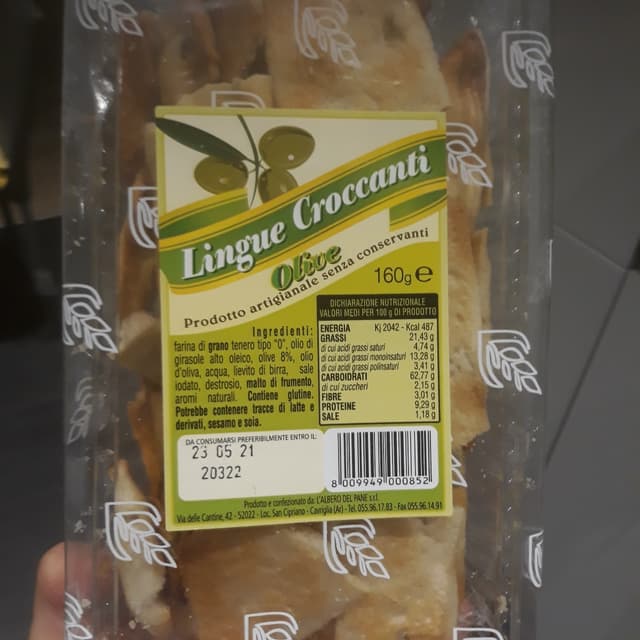 Lingue Croccanti
Olive
Prodotto artigianale senza conservanti
160g e
Ingredienti:
farina di grano tenero tipo "0", olio di
girasole alto oleico, olive 8%, olio
d'oliva, acqua, lievito di birra, sale
iodato, destrosio, malto di frumento,
aromi naturali. Contiene glutine.
Potrebbe contenere tracce di latte e
derivati, sesamo e soia.
DICHIARAZIONE NUTRIZIONALE
VALORI MEDI PER 100 g DI PRODOTTO
ENERGIA Kj 2042 - Kcal 487
GRASSI 21,43 g
di cui acidi grassi saturi 4,74 g
di cui acidi grassi monoinsaturi 13,28 g
di cui acidi grassi polinsaturi 3,41 g
CARBOIDRATI 62,77 g
di cui zuccheri 2,15 g
FIBRE 3,01 g
PROTEINE 9,29 g
SALE 1,18 g
DA CONSUMARSI PREFERIBILMENTE ENTRO IL:
23 05 21
20322
8 009949 000852
Prodotto e confezionato da: L'ALBERO DEL PANE s.r.l.
Via delle Cantine, 42 - 52022 - Loc. San Cipriano - Cavriglia (Ar) - Tel. 055.96.17.83 - Fax 055.96.14.91